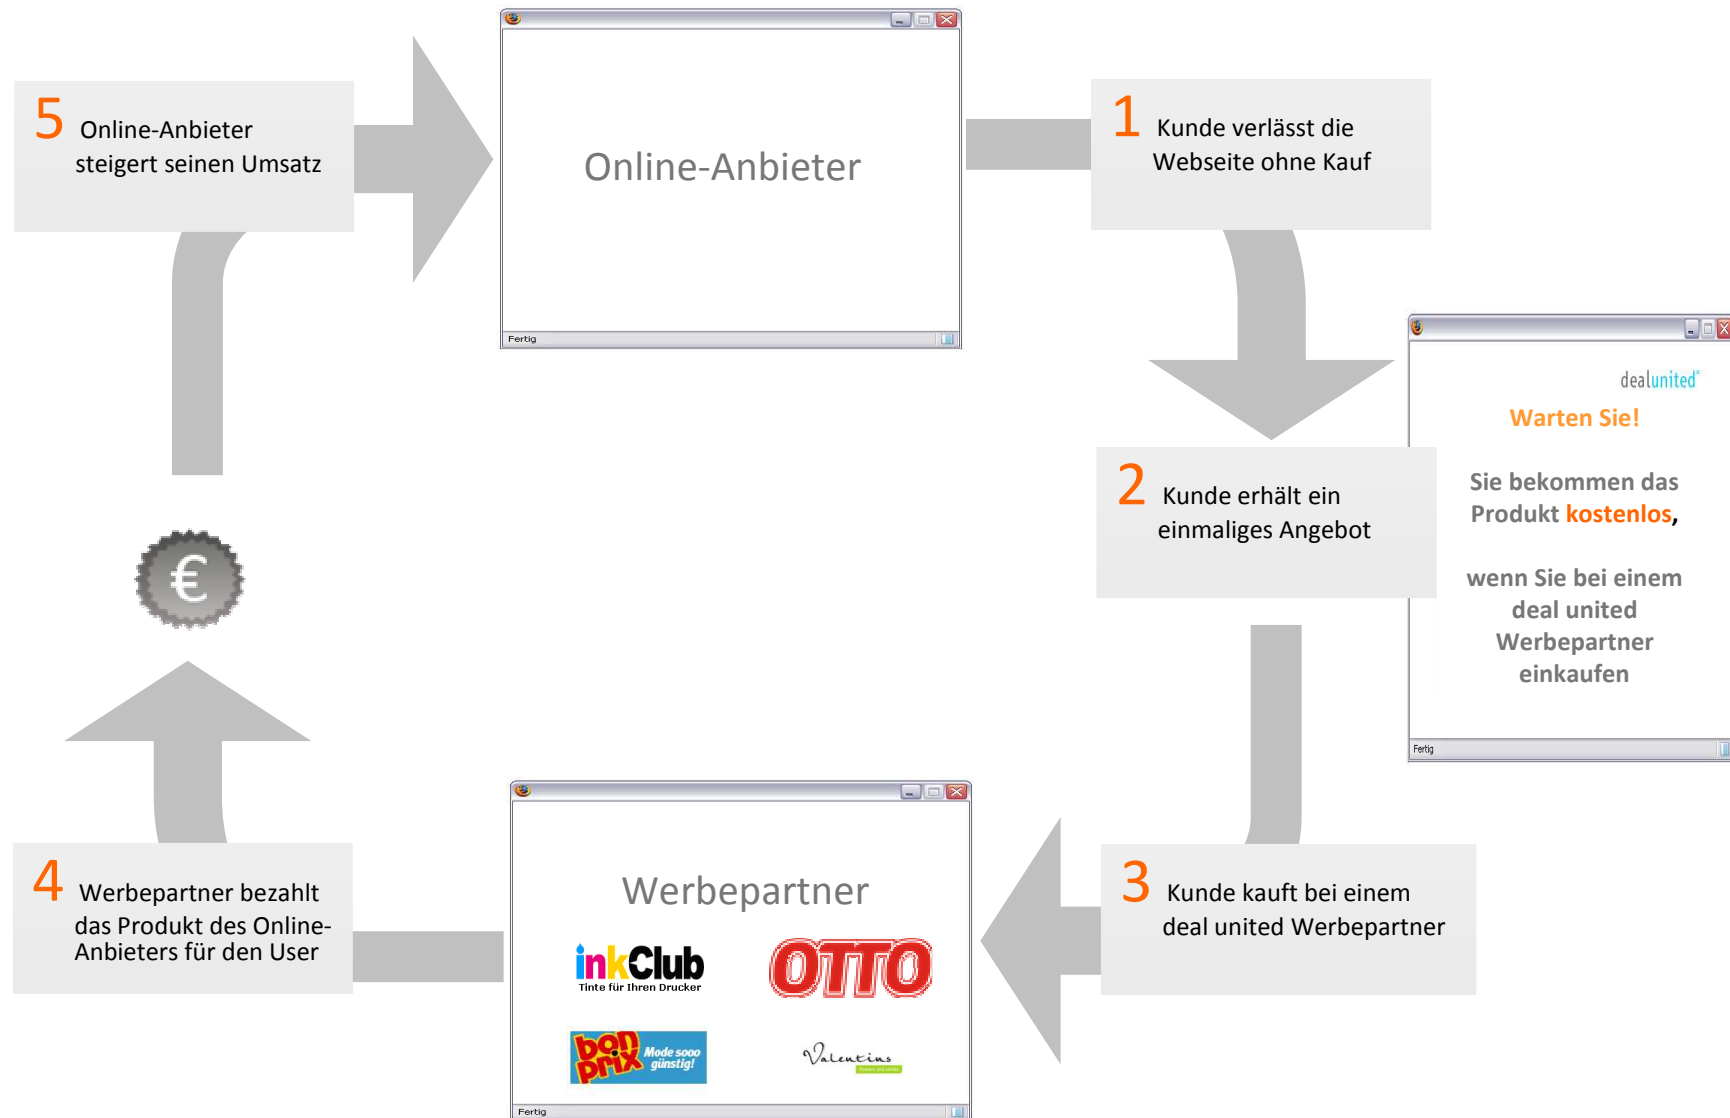 Online-Anbieter
Fertig
1 Kunde verlässt die
Webseite ohne Kauf
2 Kunde erhält ein
einmaliges Angebot
dealunited®
Warten Sie!
Sie bekommen das
Produkt kostenlos,
wenn Sie bei einem
deal united
Werbepartner
einkaufen
Fertig
3 Kunde kauft bei einem
deal united Werbepartner
Werbepartner
inkClub
Tinte für Ihren Drucker
OTTO
bon
prix
Mode sooo
günstig!
Valentins
flowers and smiles
Fertig
4 Werbepartner bezahlt
das Produkt des Online-
Anbieters für den User
€
5 Online-Anbieter
steigert seinen Umsatz